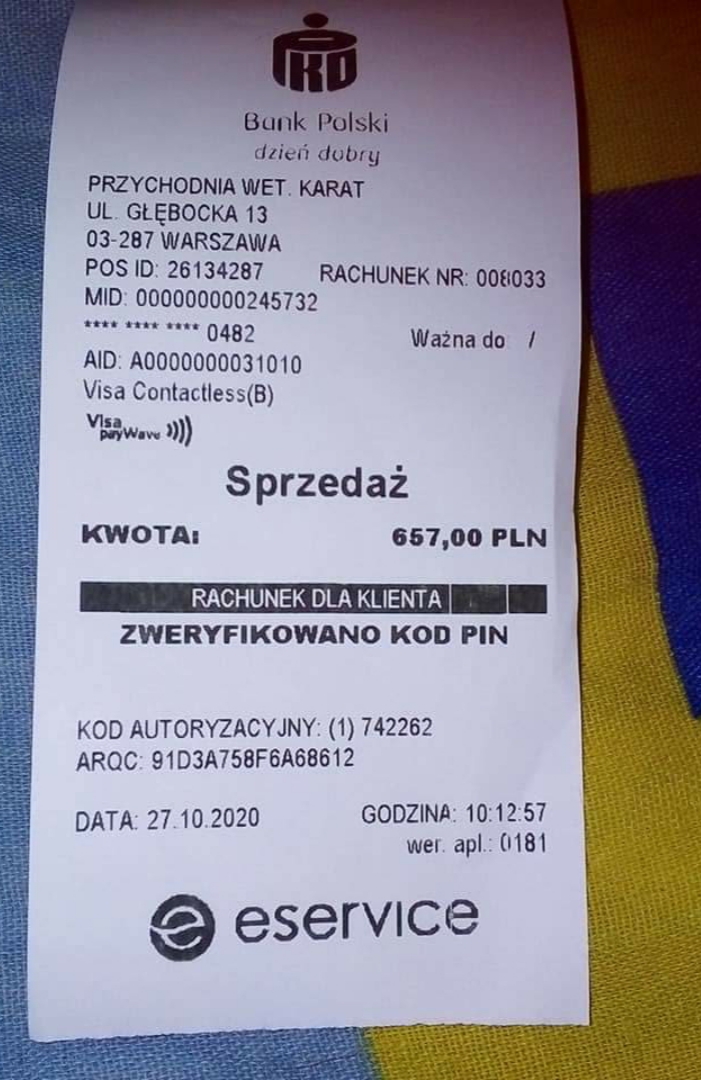 PKO
Bank Polski
dzień dobry
PRZYCHODNIA WET. KARAT
UL. GŁĘBOCKA 13
03-287 WARSZAWA
POS ID: 26134287 RACHUNEK NR: 008033
MID: 000000000245732
**** **** **** 0482 Ważna do /
AID: A0000000031010
Visa Contactless(B)
Visa
payWave
Sprzedaż
KWOTA: 657,00 PLN
RACHUNEK DLA KLIENTA
ZWERYFIKOWANO KOD PIN
KOD AUTORYZACYJNY: (1) 742262
ARQC: 91D3A758F6A68612
DATA: 27.10.2020 GODZINA: 10:12:57
wer. apl.: 0181
eservice